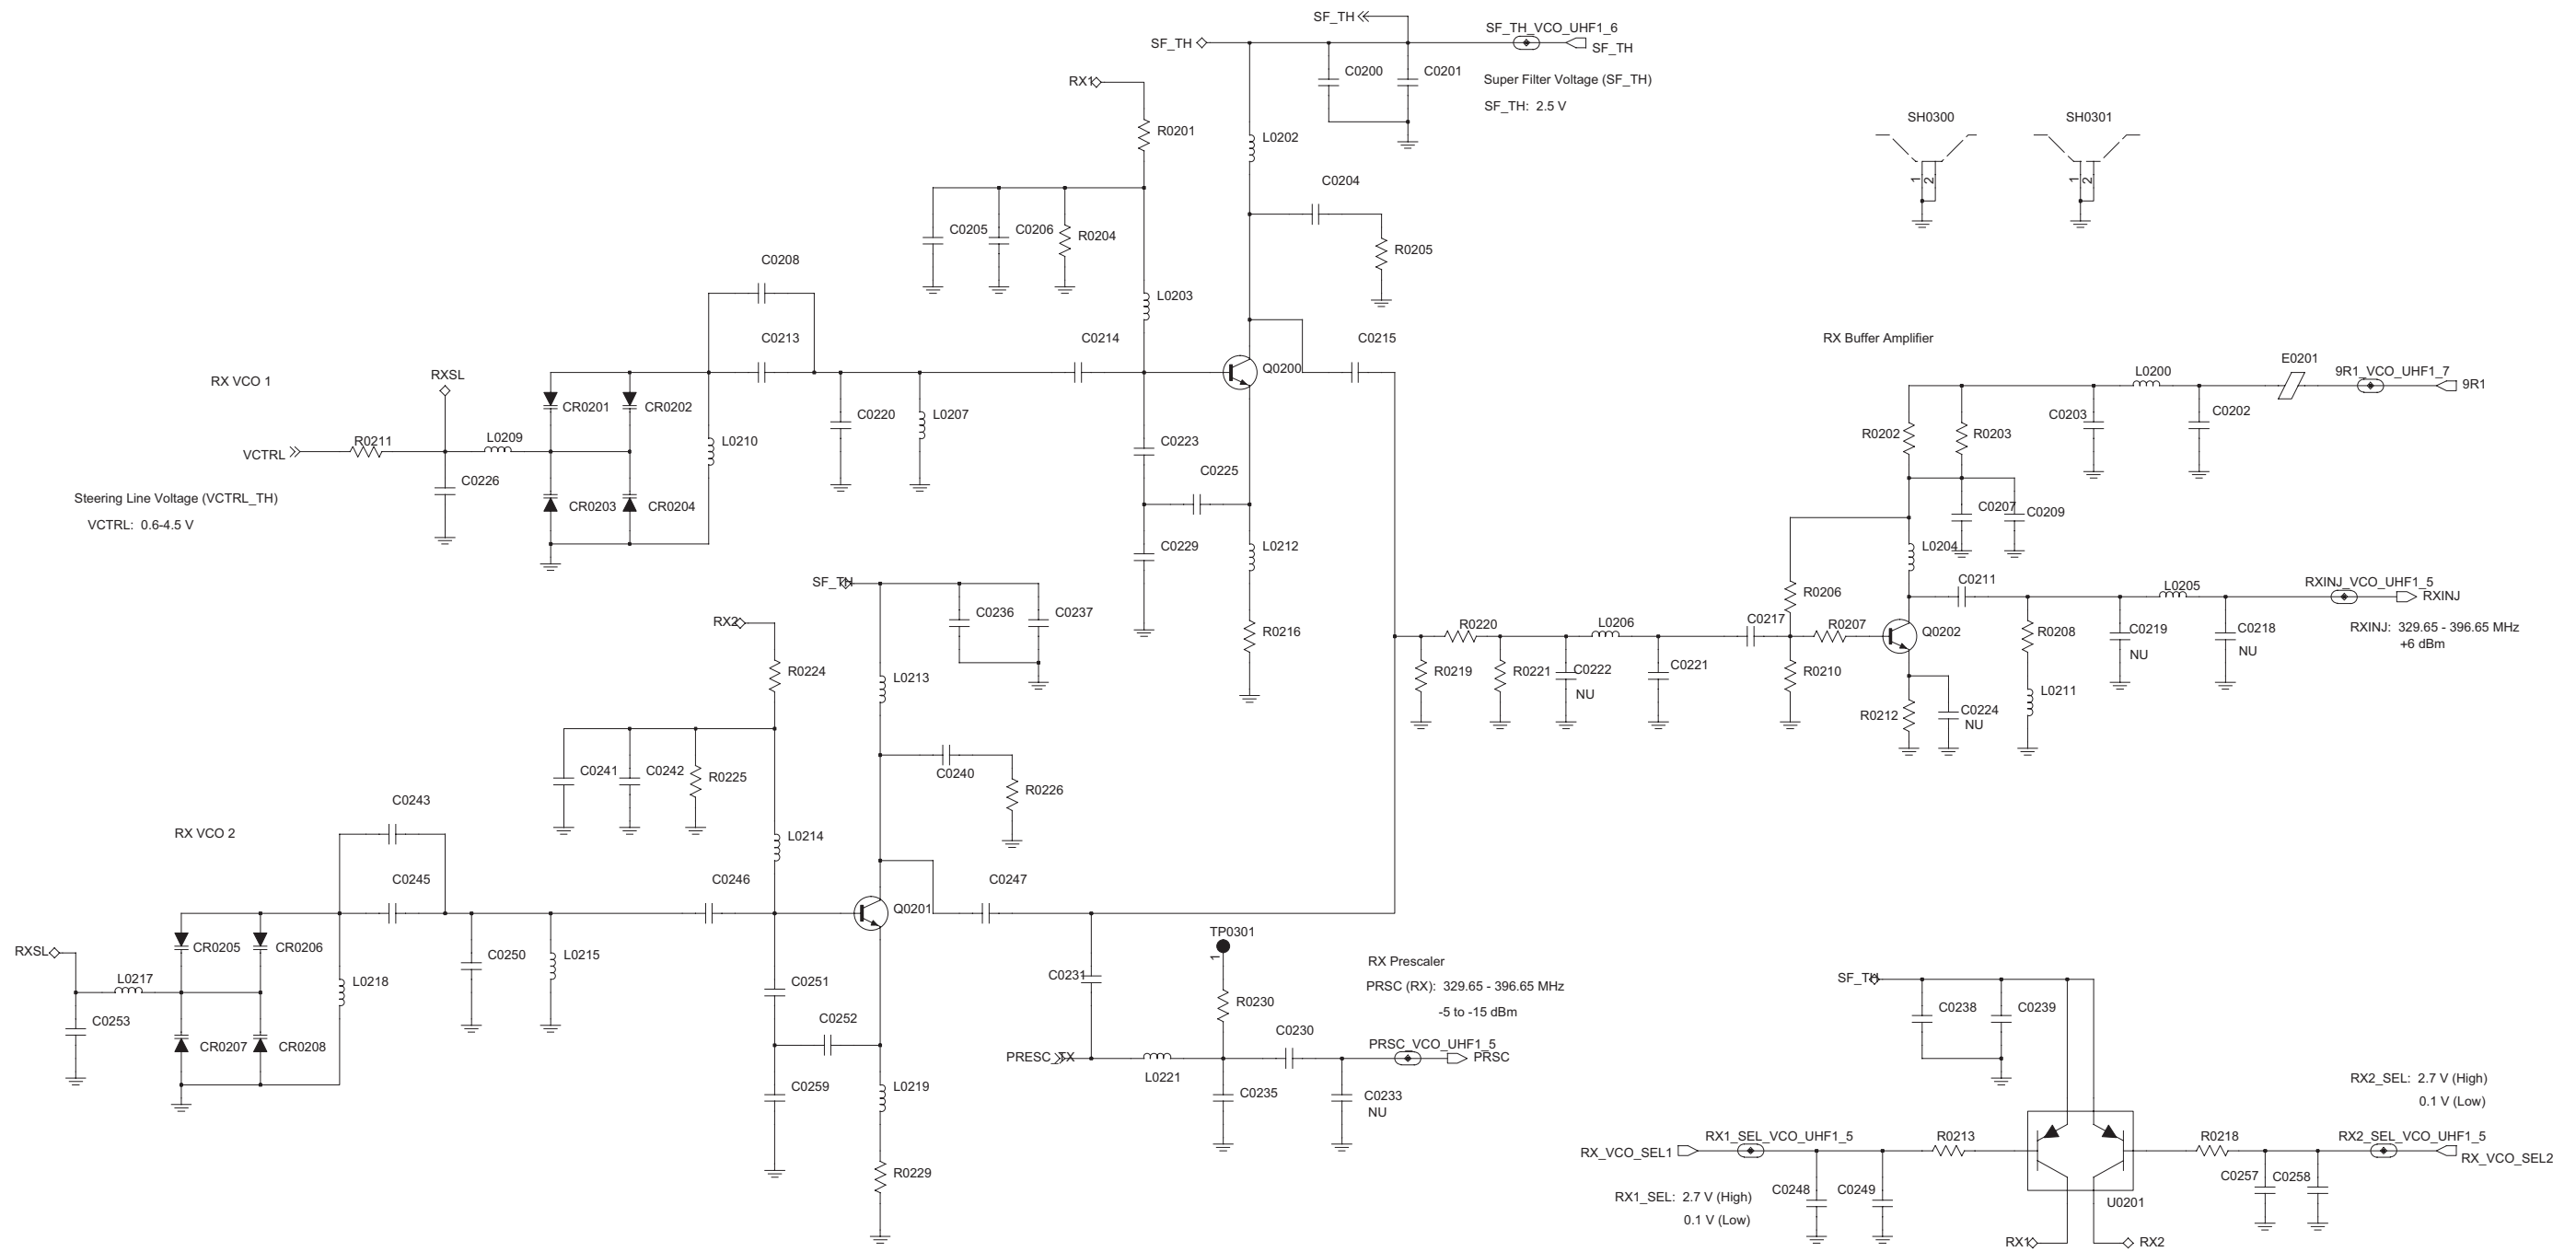 SF_TH
SF_TH
SF_TH_VCO_UHF1_6
SF_TH
C0200
C0201
Super Filter Voltage (SF_TH)
SF_TH: 2.5 V
RX1
R0201
L0202
SH0300
SH0301
1
2
1
2
C0204
C0205
C0206
R0204
R0205
C0208
L0203
C0213
C0214
C0215
RX Buffer Amplifier
E0201
RX VCO 1
RXSL
Q0200
L0200
9R1_VCO_UHF1_7
9R1
CR0201
CR0202
C0220
L0207
C0203
C0202
R0202
R0203
VCTRL
R0211
L0209
L0210
C0223
C0225
C0226
Steering Line Voltage (VCTRL_TH)
VCTRL: 0.6-4.5 V
CR0203
CR0204
C0207
C0209
C0229
L0212
L0204
SF_TH
C0236
C0237
C0211
L0205
RXINJ_VCO_UHF1_5
RXINJ
RX2
R0216
R0206
R0220
L0206
C0217
R0207
Q0202
R0208
C0219
NU
C0218
NU
RXINJ: 329.65 - 396.65 MHz
+6 dBm
R0224
L0213
R0219
R0221
C0222
NU
C0221
R0210
L0211
R0212
C0224
NU
C0241
C0242
R0225
C0240
R0226
C0243
RX VCO 2
L0214
C0245
C0246
C0247
Q0201
TP0301
1
RXSL
CR0205
CR0206
C0250
L0215
L0217
L0218
C0251
C0231
RX Prescaler
PRSC (RX): 329.65 - 396.65 MHz
-5 to -15 dBm
R0230
SF_TH
C0238
C0239
C0253
C0252
C0230
CR0207
CR0208
PRESC_TX
L0221
PRSC_VCO_UHF1_5
PRSC
C0259
L0219
C0235
C0233
NU
RX2_SEL: 2.7 V (High)
0.1 V (Low)
RX_VCO_SEL1
RX1_SEL_VCO_UHF1_5
R0213
R0218
RX2_SEL_VCO_UHF1_5
RX_VCO_SEL2
R0229
C0248
C0249
C0257
C0258
RX1_SEL: 2.7 V (High)
0.1 V (Low)
U0201
RX1
RX2